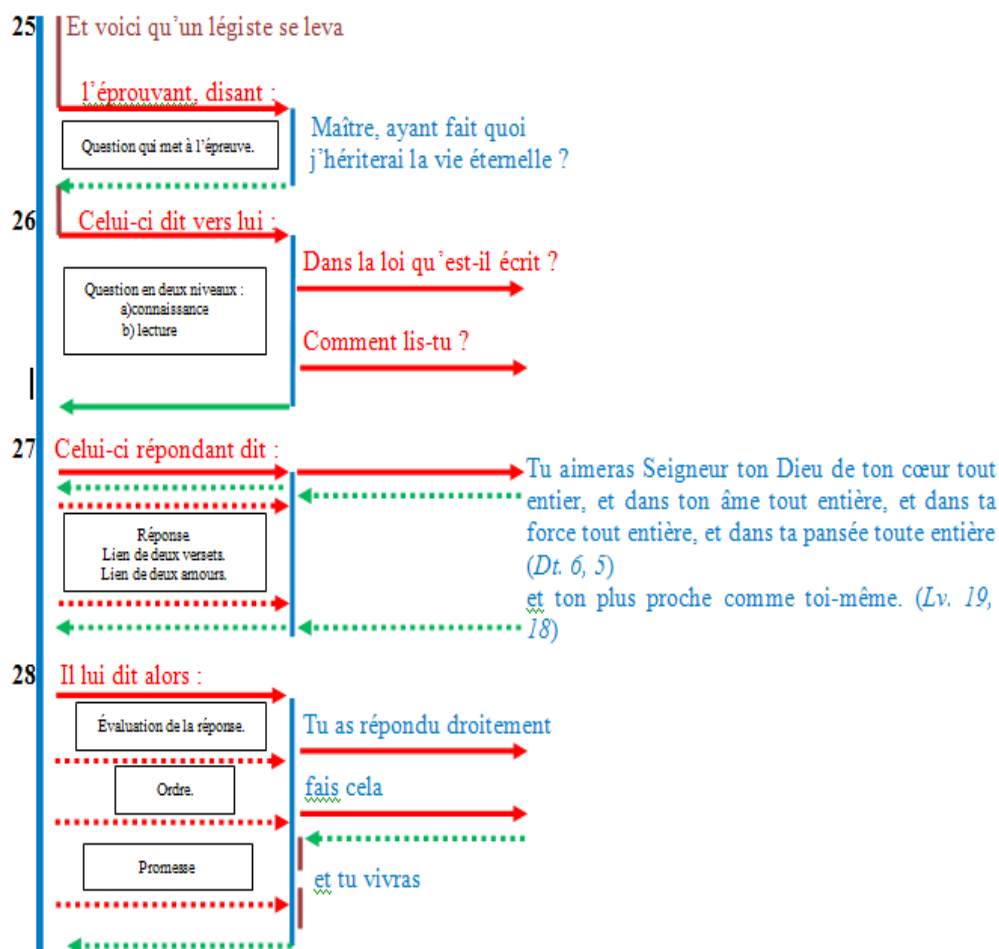 25 Et voici qu’un légiste se leva
l’éprouvant, disant :
Question qui met à l’épreuve.
Maître, ayant fait quoi
j’hériterai la vie éternelle ?
26 Celui-ci dit vers lui :
Question en deux niveaux :
a)connaissance
b) lecture
Dans la loi qu’est-il écrit ?
Comment lis-tu ?
27 Celui-ci répondant dit :
Réponse.
Lien de deux versets.
Lien de deux amours.
Tu aimeras Seigneur ton Dieu de ton cœur tout
entier, et dans ton âme tout entière, et dans ta
force tout entière, et dans ta pansée toute entière
(Dt. 6, 5)
et ton plus proche comme toi-même. (Lv. 19,
18)
28 Il lui dit alors :
Évaluation de la réponse.
Tu as répondu droitement
Ordre.
fais cela
Promesse
et tu vivras